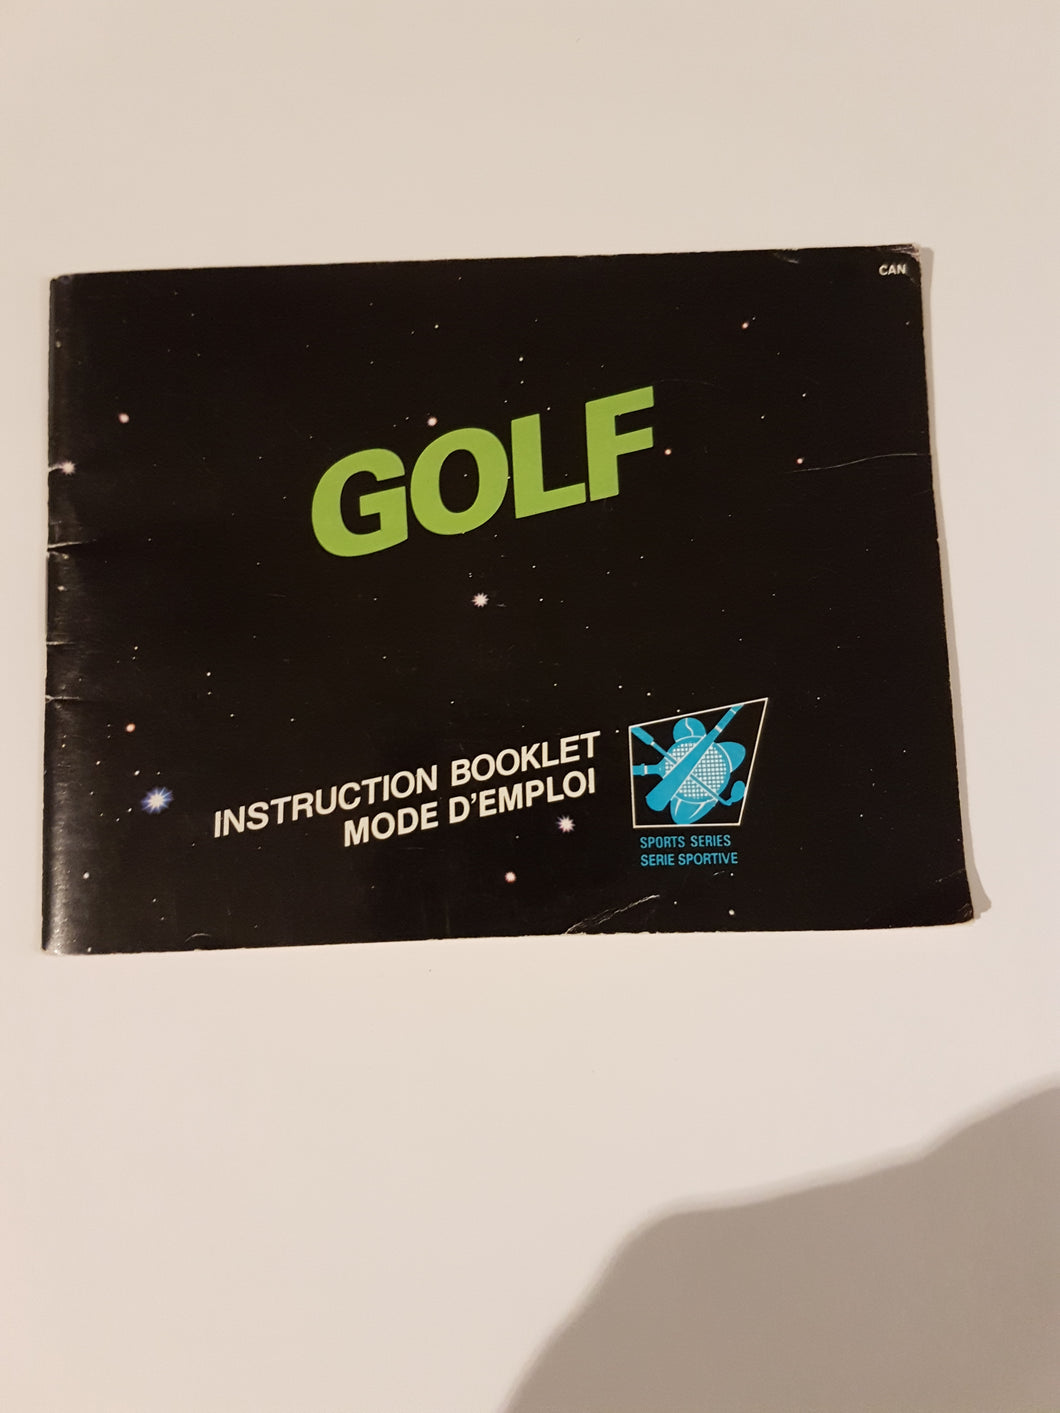 CAN
GOLF
INSTRUCTION BOOKLET
MODE D'EMPLOI
SPORTS SERIES
SERIE SPORTIVE